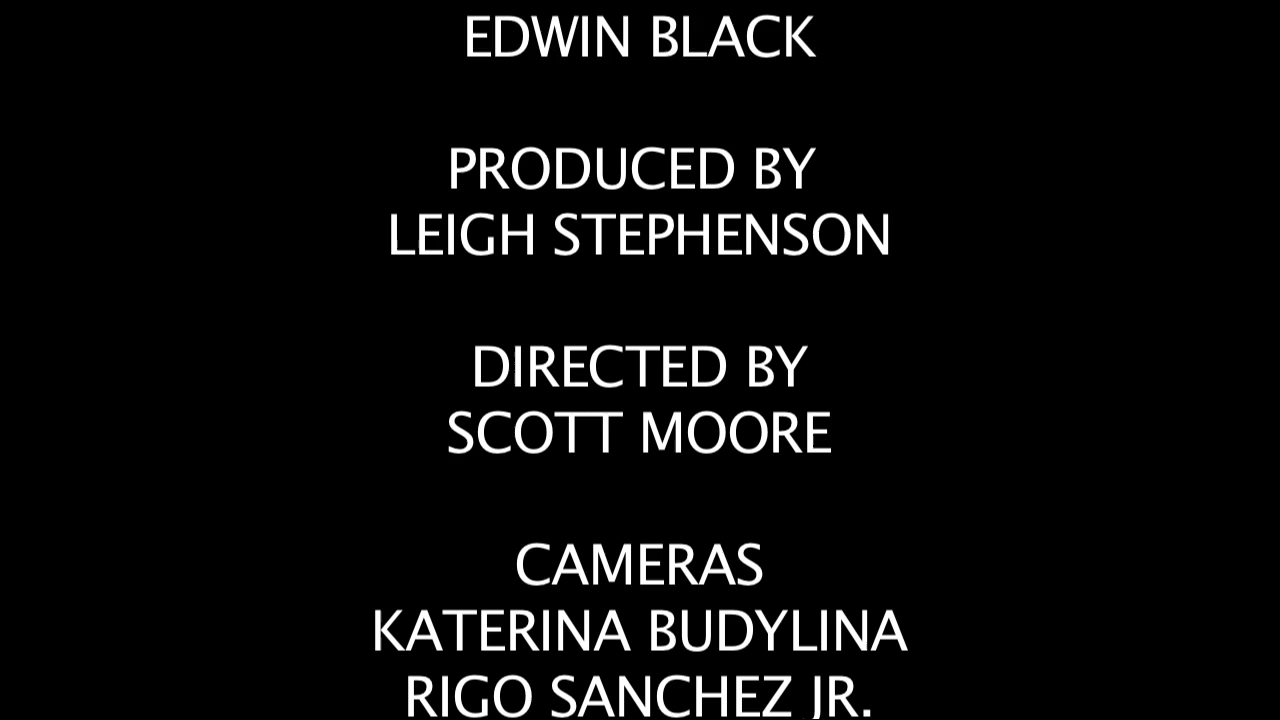 EDWIN BLACK
PRODUCED BY
LEIGH STEPHENSON
DIRECTED BY
SCOTT MOORE
CAMERAS
KATERINA BUDYLINA
RIGO SANCHEZ JR.